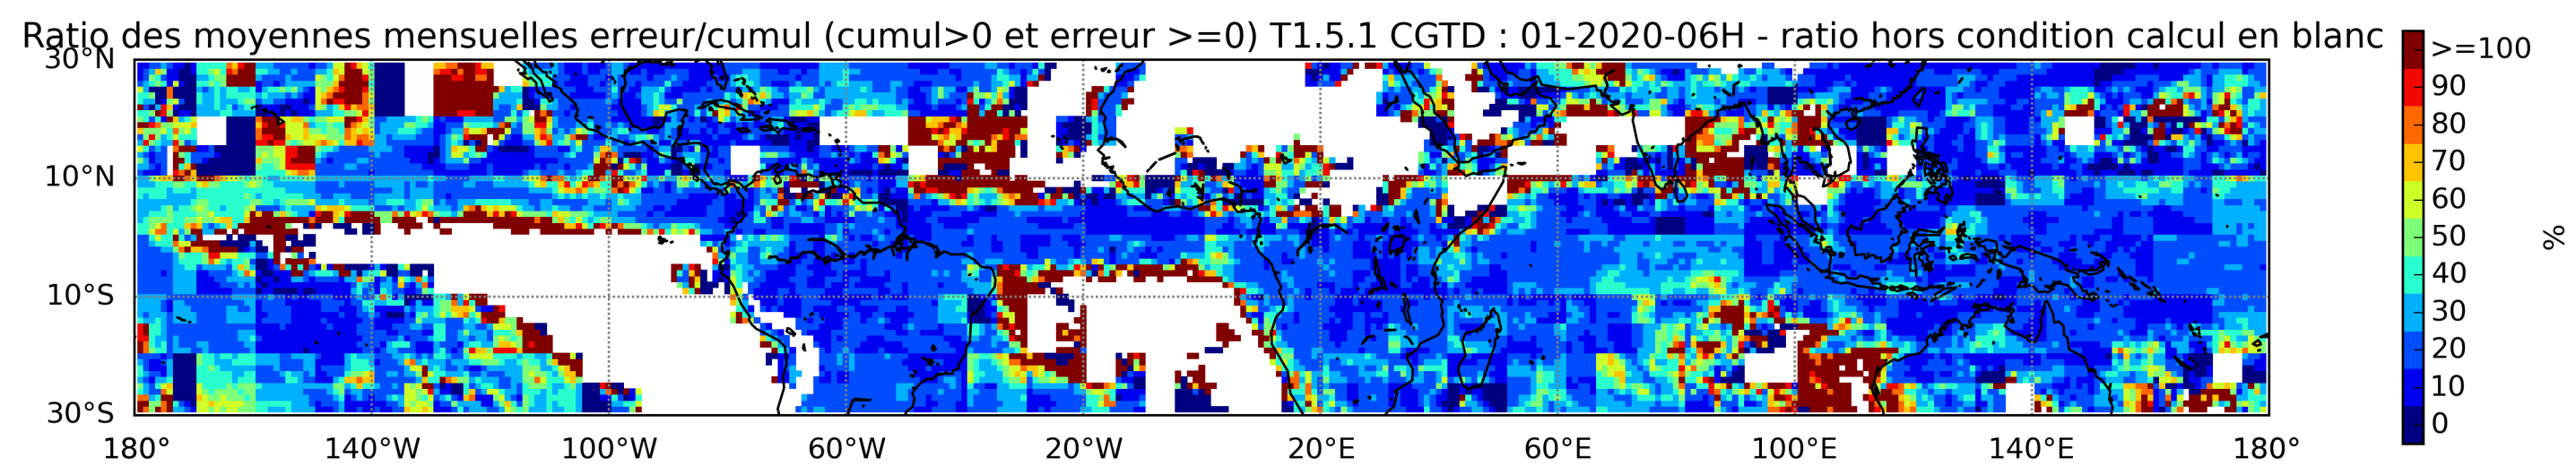 Ratio des moyennes mensuelles erreur/cumul (cumul>0 et erreur >=0) T1.5.1 CGTD : 01-2020-06H - ratio hors condition calcul en blanc
30°N
10°N
10°S
30°S
180° 140°W 100°W 60°W 20°W 20°E 60°E 100°E 140°E 180°
>=100
90
80
70
60
50
40
30
20
10
0
%